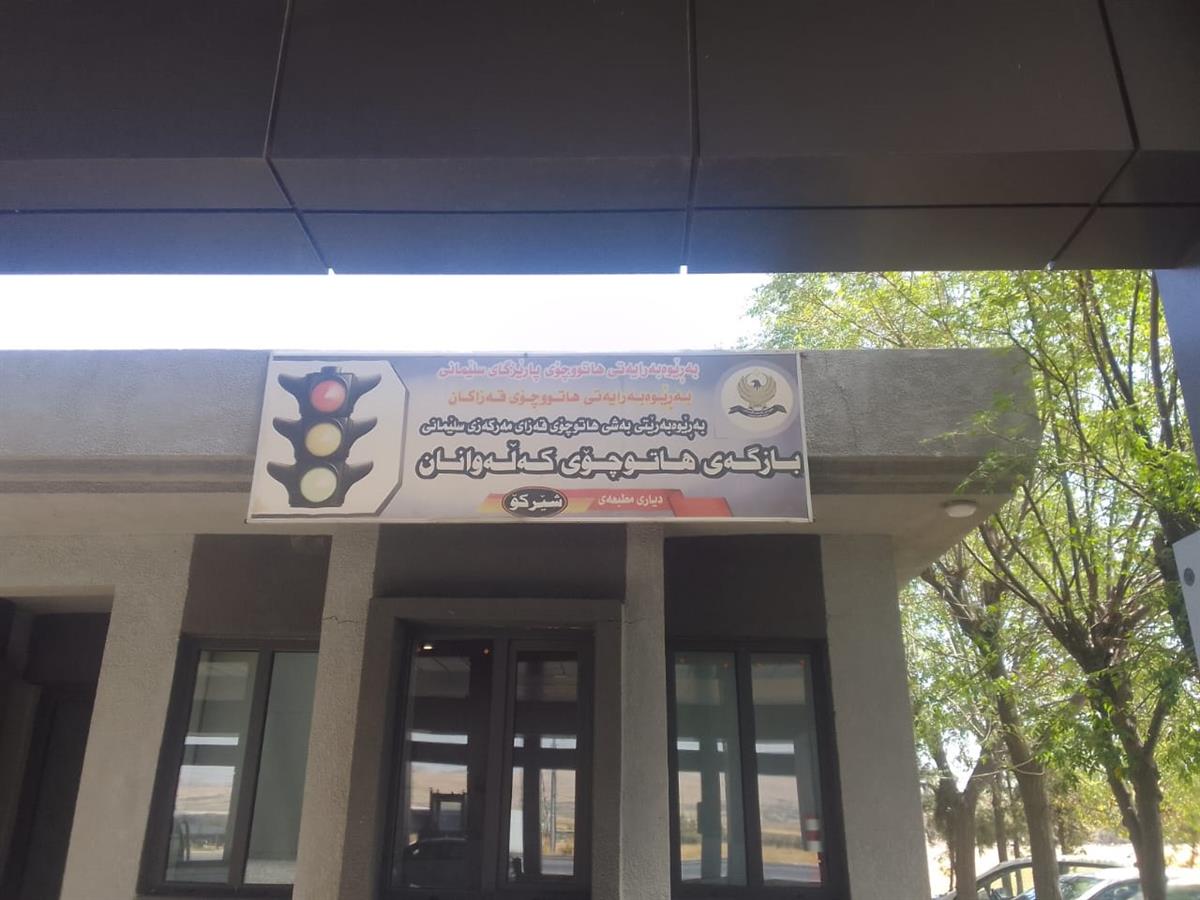 بەڕێوەبەرایەتی هاتووچۆی پارێزگای سلێمانی
بەڕێوەبەرایەتی هاتووچۆی قەزاکان
بەڕێوەبەرێتی بەشی هاتوچۆی قەزای مەرکەزی سلێمانی
بازگەی هاتوچۆی کەڵەوانان
دیاری مطبعەی شێرکۆ